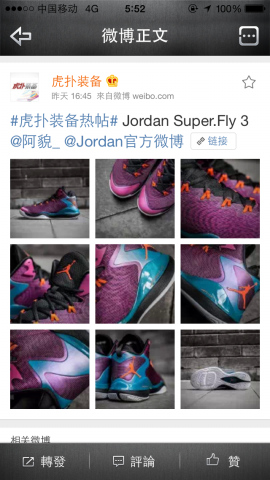 中国移动 4G 5:52 100%
微博正文
虎扑装备
昨天 16:45 来自微博 weibo.com
#虎扑装备热帖# Jordan Super.Fly 3
@阿貌_ @Jordan官方微博 链接
相关微博
轉發 評論 贊